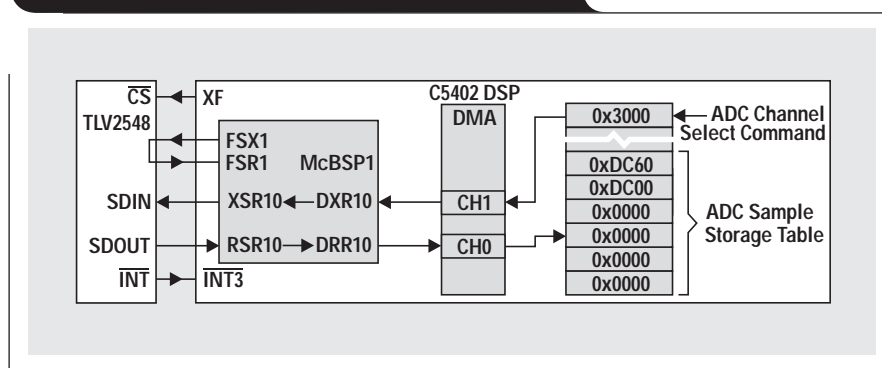 C5402 DSP
CS
XF
TLV2548
FSX1
FSR1
McBSP1
SDIN
XSR10
DXR10
SDOUT
RSR10
DRR10
INT
INT3
DMA
CH1
CH0
0x3000
ADC Channel
Select Command
0xDC60
0xDC00
0x0000
0x0000
0x0000
0x0000
ADC Sample
Storage Table